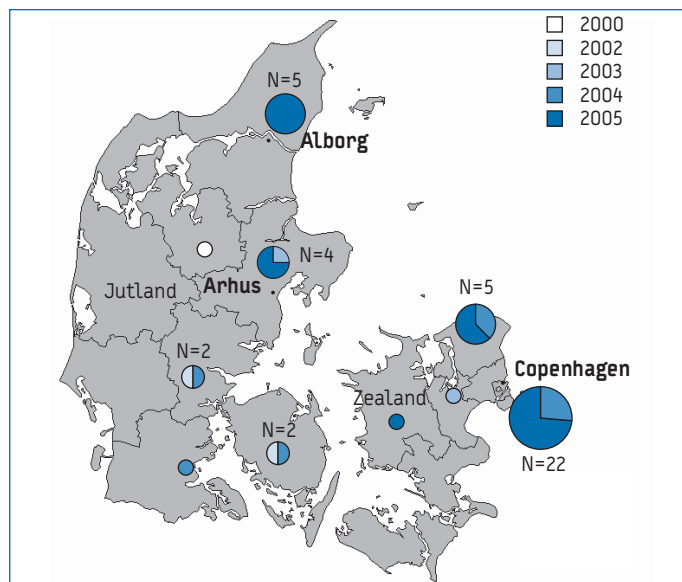 2000
2002
2003
2004
2005
N=5
Alborg
N=4
Arhus
Jutland
N=5
N=2
Copenhagen
Zealand
N=2
N=22